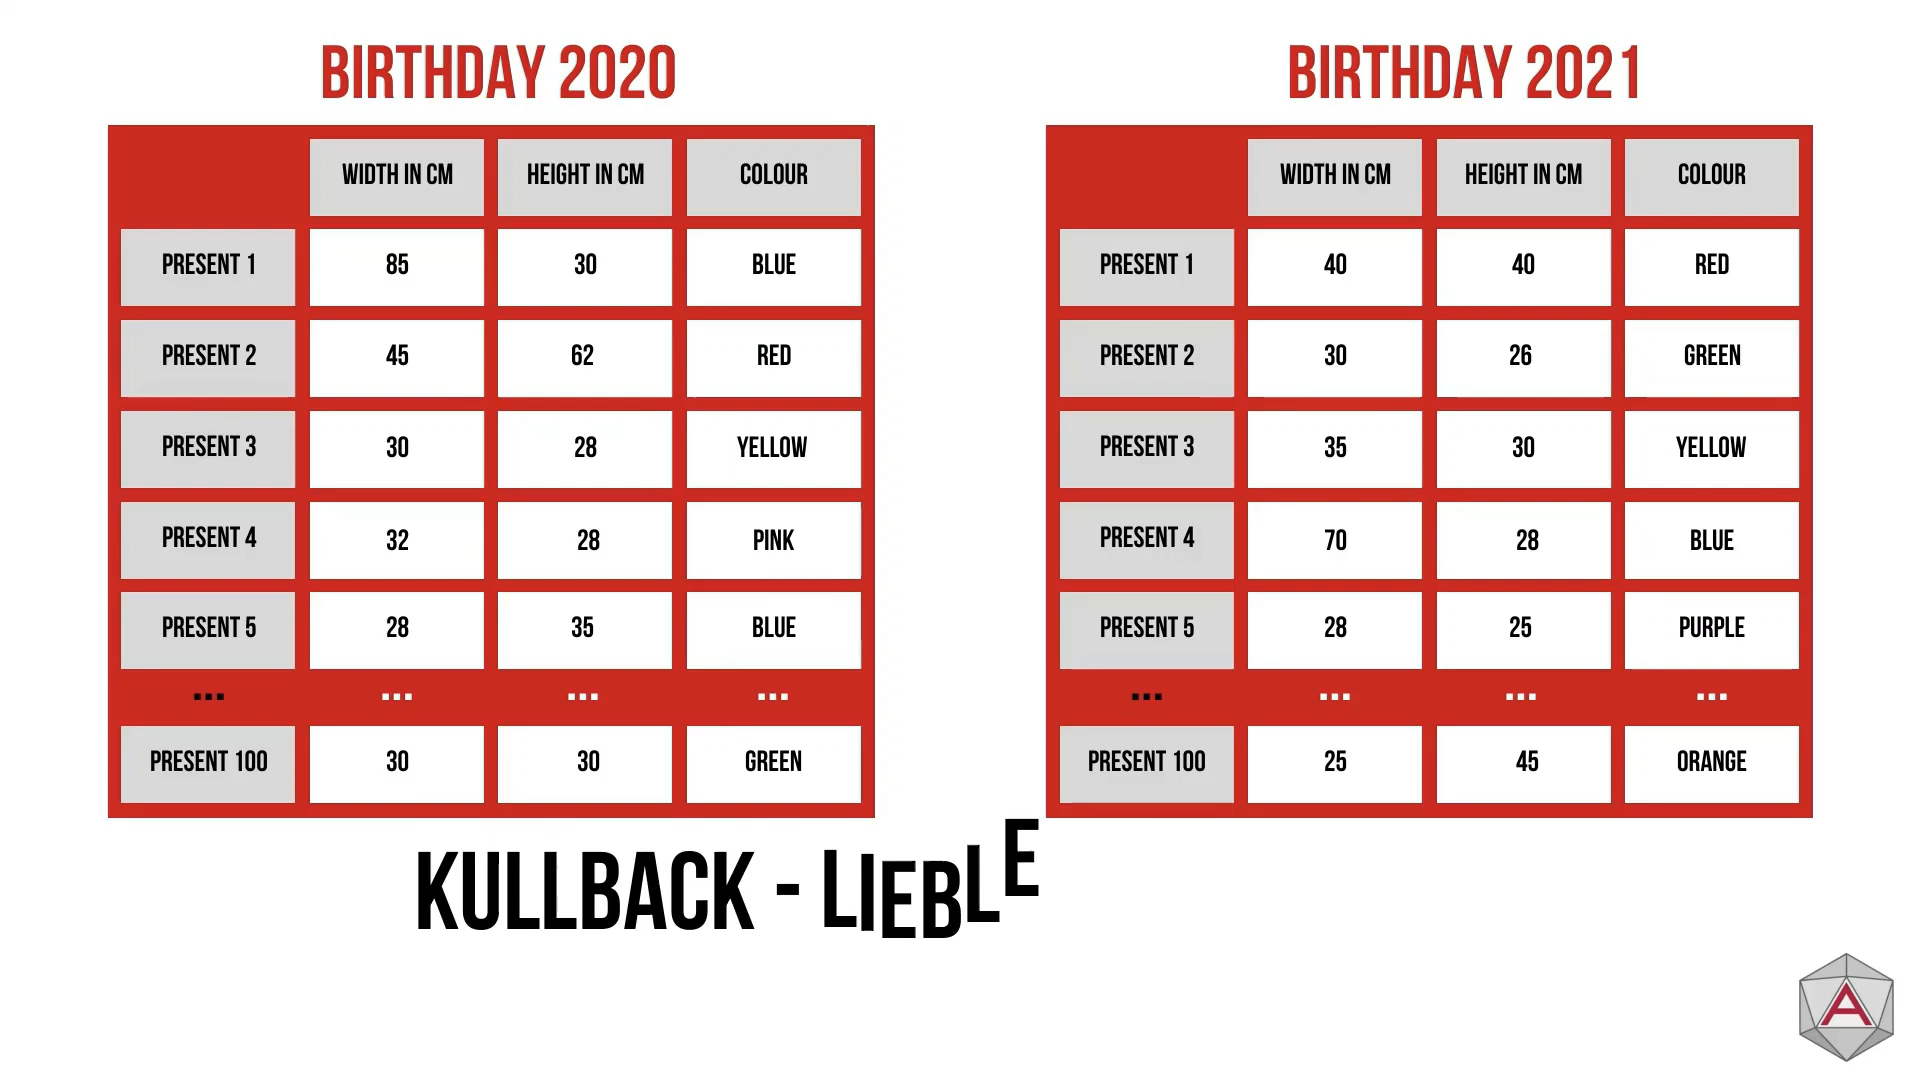 BIRTHDAY 2020
WIDTH IN CM HEIGHT IN CM COLOUR
PRESENT 1 85 30 BLUE
PRESENT 2 45 62 RED
PRESENT 3 30 28 YELLOW
PRESENT 4 32 28 PINK
PRESENT 5 28 35 BLUE
... ... ... ...
PRESENT 100 30 30 GREEN
BIRTHDAY 2021
WIDTH IN CM HEIGHT IN CM COLOUR
PRESENT 1 40 40 RED
PRESENT 2 30 26 GREEN
PRESENT 3 35 30 YELLOW
PRESENT 4 70 28 BLUE
PRESENT 5 28 25 PURPLE
... ... ... ...
PRESENT 100 25 45 ORANGE
KULLBACK - LIEBLE
A